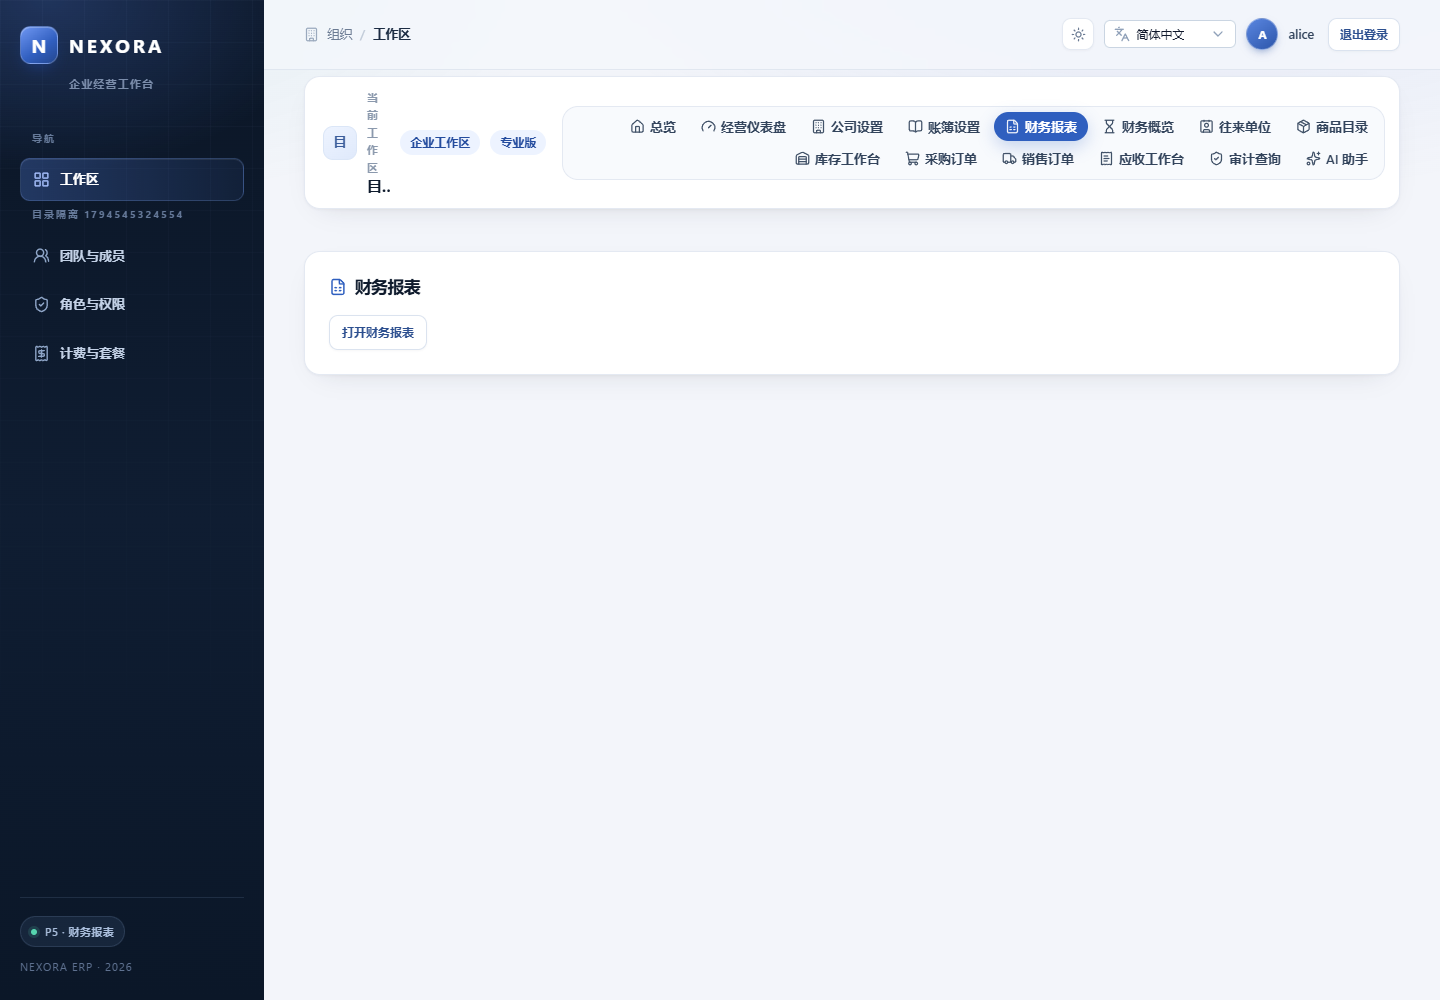 N NEXORA
企业经营工作台
导航
工作区
目录隔离 1794545324554
团队与成员
角色与权限
计费与套餐
P5 · 财务报表
NEXORA ERP · 2026
组织 / 工作区
简体中文
A alice
退出登录
目
当前工作区
目..
企业工作区
专业版
总览 经营仪表盘 公司设置 账簿设置 财务报表 财务概览 往来单位 商品目录
库存工作台 采购订单 销售订单 应收工作台 审计查询 AI 助手
财务报表
打开财务报表